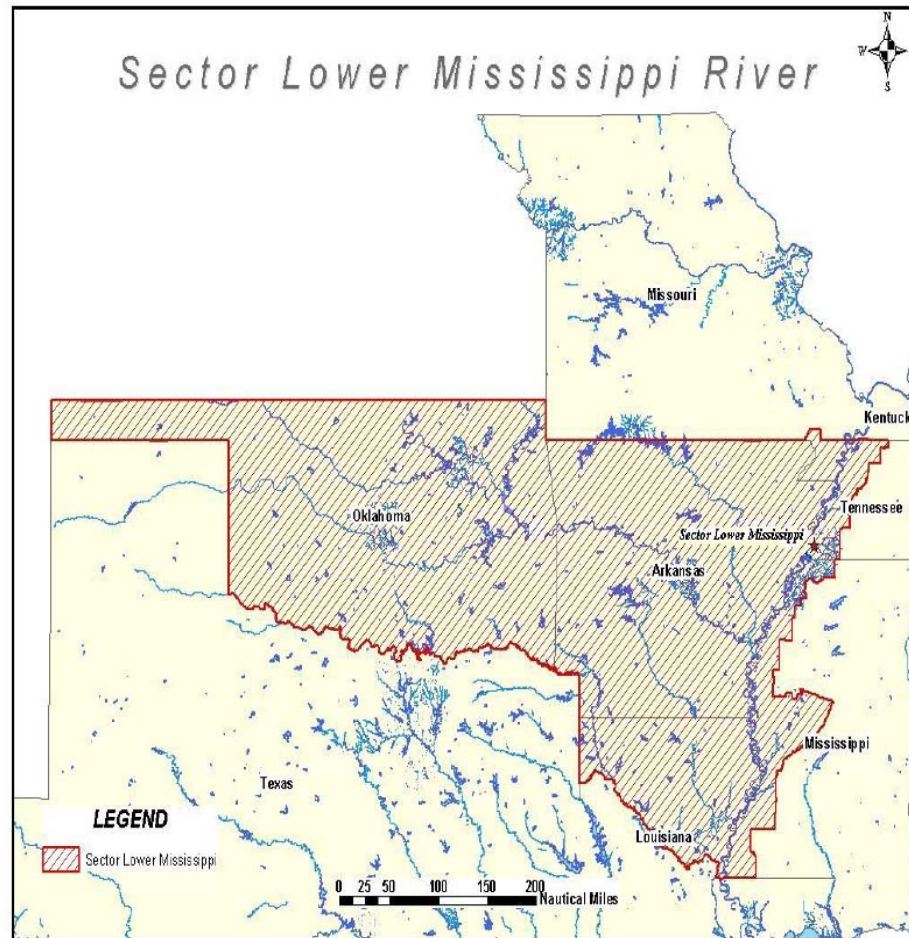 N
W E
S
Sector Lower Mississippi River
Missouri
Kentuck
Tennessee
Oklahoma
Sector Lower Mississippi
Arkansas
Mississippi
Texas
LEGEND
Sector Lower Mississippi
Louisiana
0 25 50 100 150 200
Nautical Miles